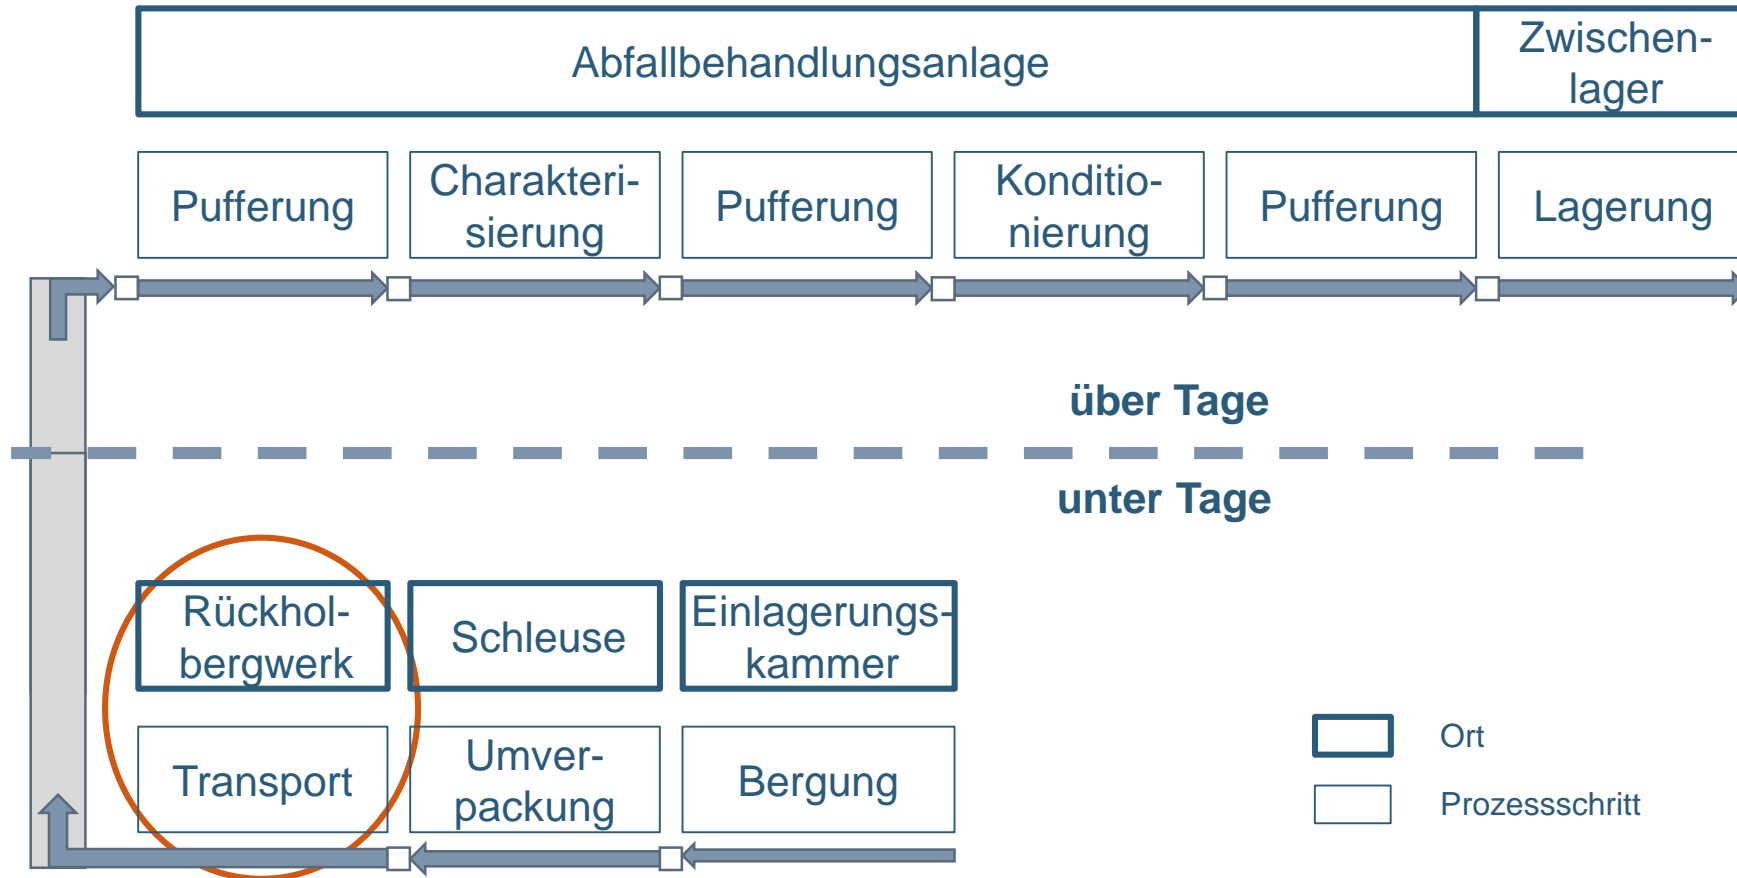 Abfallbehandlungsanlage
Zwischen-
lager
Pufferung
Charakteri-
sierung
Pufferung
Konditio-
nierung
Pufferung
Lagerung
über Tage
unter Tage
Rückhol-
bergwerk
Schleuse
Einlagerungs-
kammer
Transport
Umver-
packung
Bergung
Ort
Prozessschritt